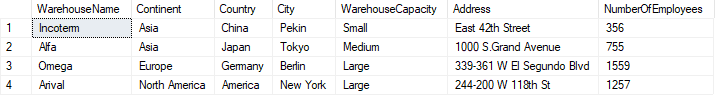 WarehouseName Continent Country City WarehouseCapacity Address NumberOfEmployees
1 Incoterm Asia China Pekin Small East 42th Street 356
2 Alfa Asia Japan Tokyo Medium 1000 S.Grand Avenue 755
3 Omega Europe Germany Berlin Large 339-361 W El Segundo Blvd 1559
4 Arival North America America New York Large 244-200 W 118th St 1257